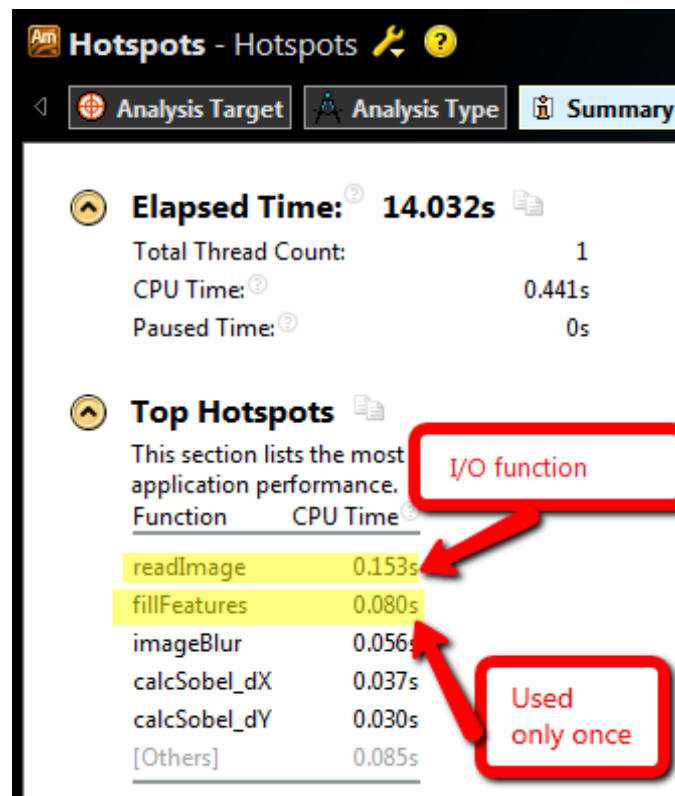 Am Hotspots - Hotspots ?
Analysis Target Analysis Type Summary
Elapsed Time: ? 14.032s
Total Thread Count: 1
CPU Time: ? 0.441s
Paused Time: ? 0s
Top Hotspots
This section lists the most
application performance.
I/O function
Function CPU Time ?
readImage 0.153s
fillFeatures 0.080s
imageBlur 0.056s
calcSobel_dX 0.037s
calcSobel_dY 0.030s
[Others] 0.085s
Used
only once